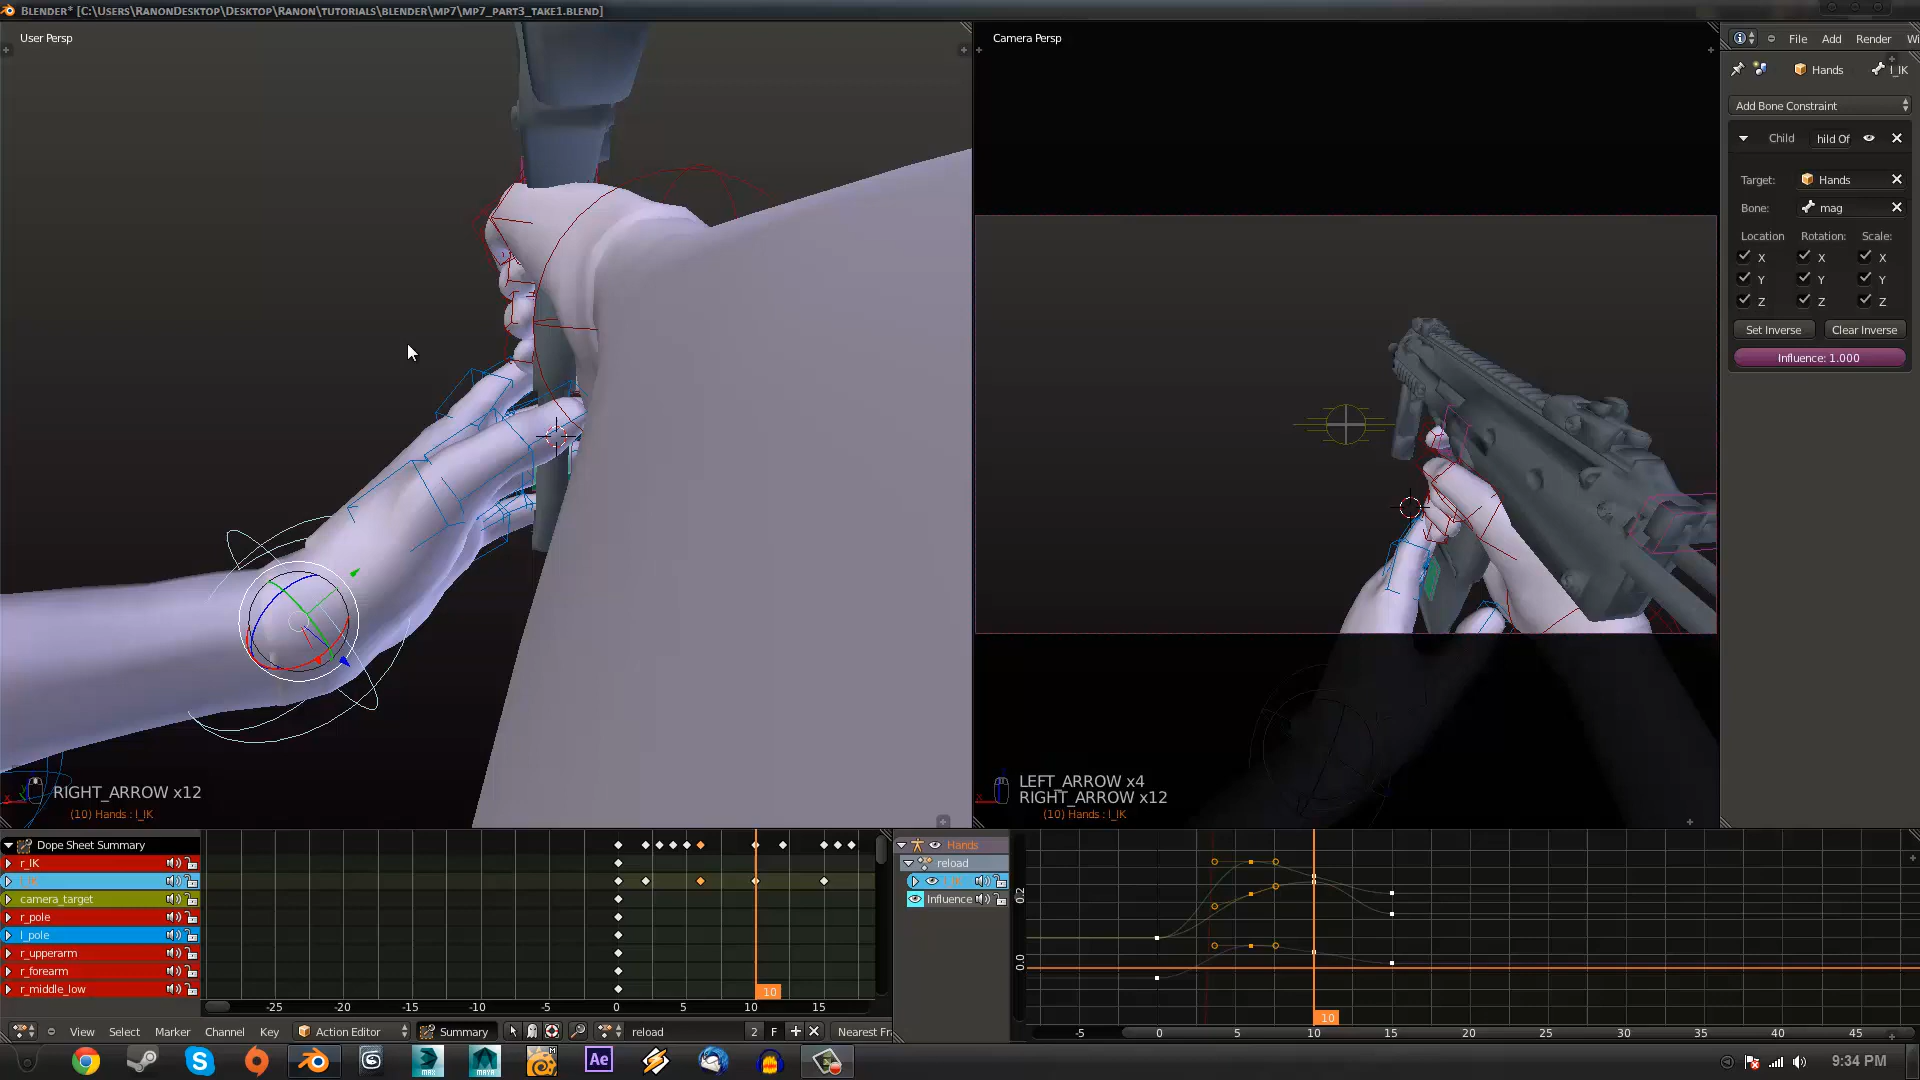 BLENDER* [C:\USERS\RANONDESKTOP\DESKTOP\RANON\TUTORIALS\BLENDER\MP7\MP7_PART3_TAKE1.BLEND]
User Persp
Camera Persp
File Add Render Wi
Hands l_IK
Add Bone Constraint
Child hild Of
Target: Hands
Bone: mag
Location Rotation: Scale:
X X X
Y Y Y
Z Z Z
Set Inverse Clear Inverse
Influence: 1.000
RIGHT_ARROW x12
(10) Hands : l_IK
LEFT_ARROW x4
RIGHT_ARROW x12
(10) Hands : l_IK
Dope Sheet Summary
r_IK
camera_target
r_pole
l_pole
r_upperarm
r_forearm
r_middle_low
-25 -20 -15 -10 -5 0 5 10 15
Hands
reload
Influence
0.2
0.0
10
-5 0 5 10 15 20 25 30 35 40 45
View Select Marker Channel Key Action Editor Summary reload 2 F Nearest Fr
MAX
MAYA
Ae
9:34 PM